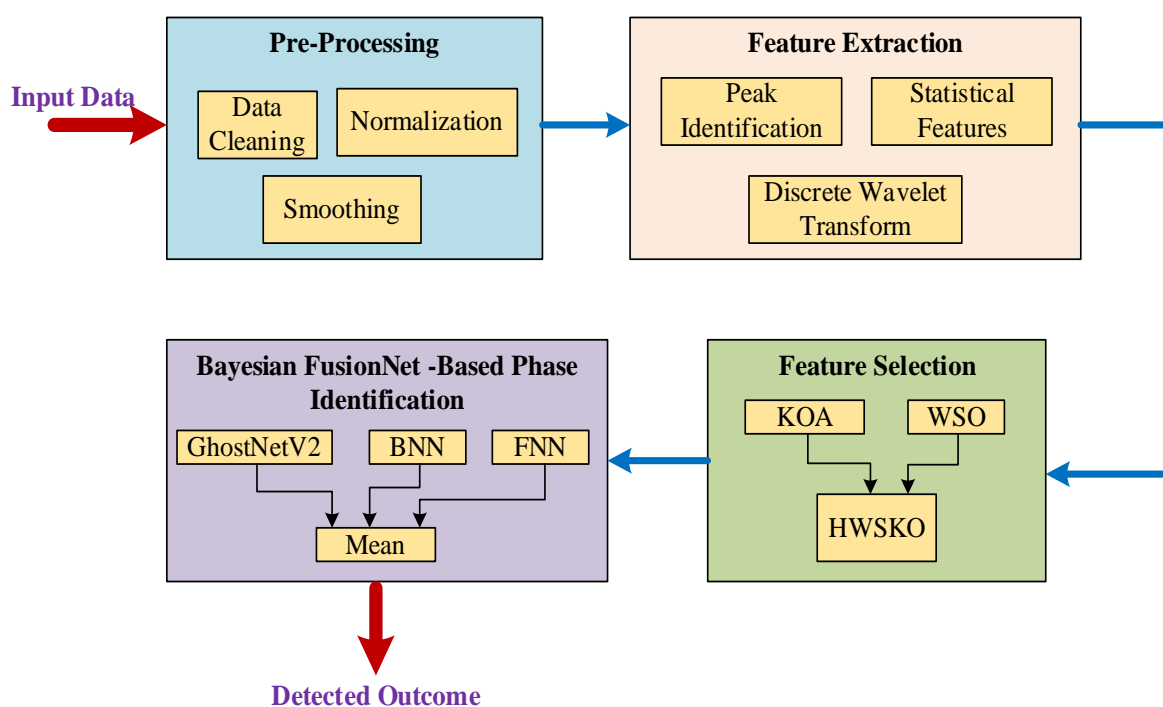 Pre-Processing
Input Data
Data
Cleaning
Normalization
Smoothing
Feature Extraction
Peak
Identification
Statistical
Features
Discrete Wavelet
Transform
Feature Selection
KOA
WSO
HWSKO
Bayesian FusionNet -Based Phase
Identification
GhostNetV2
BNN
FNN
Mean
Detected Outcome